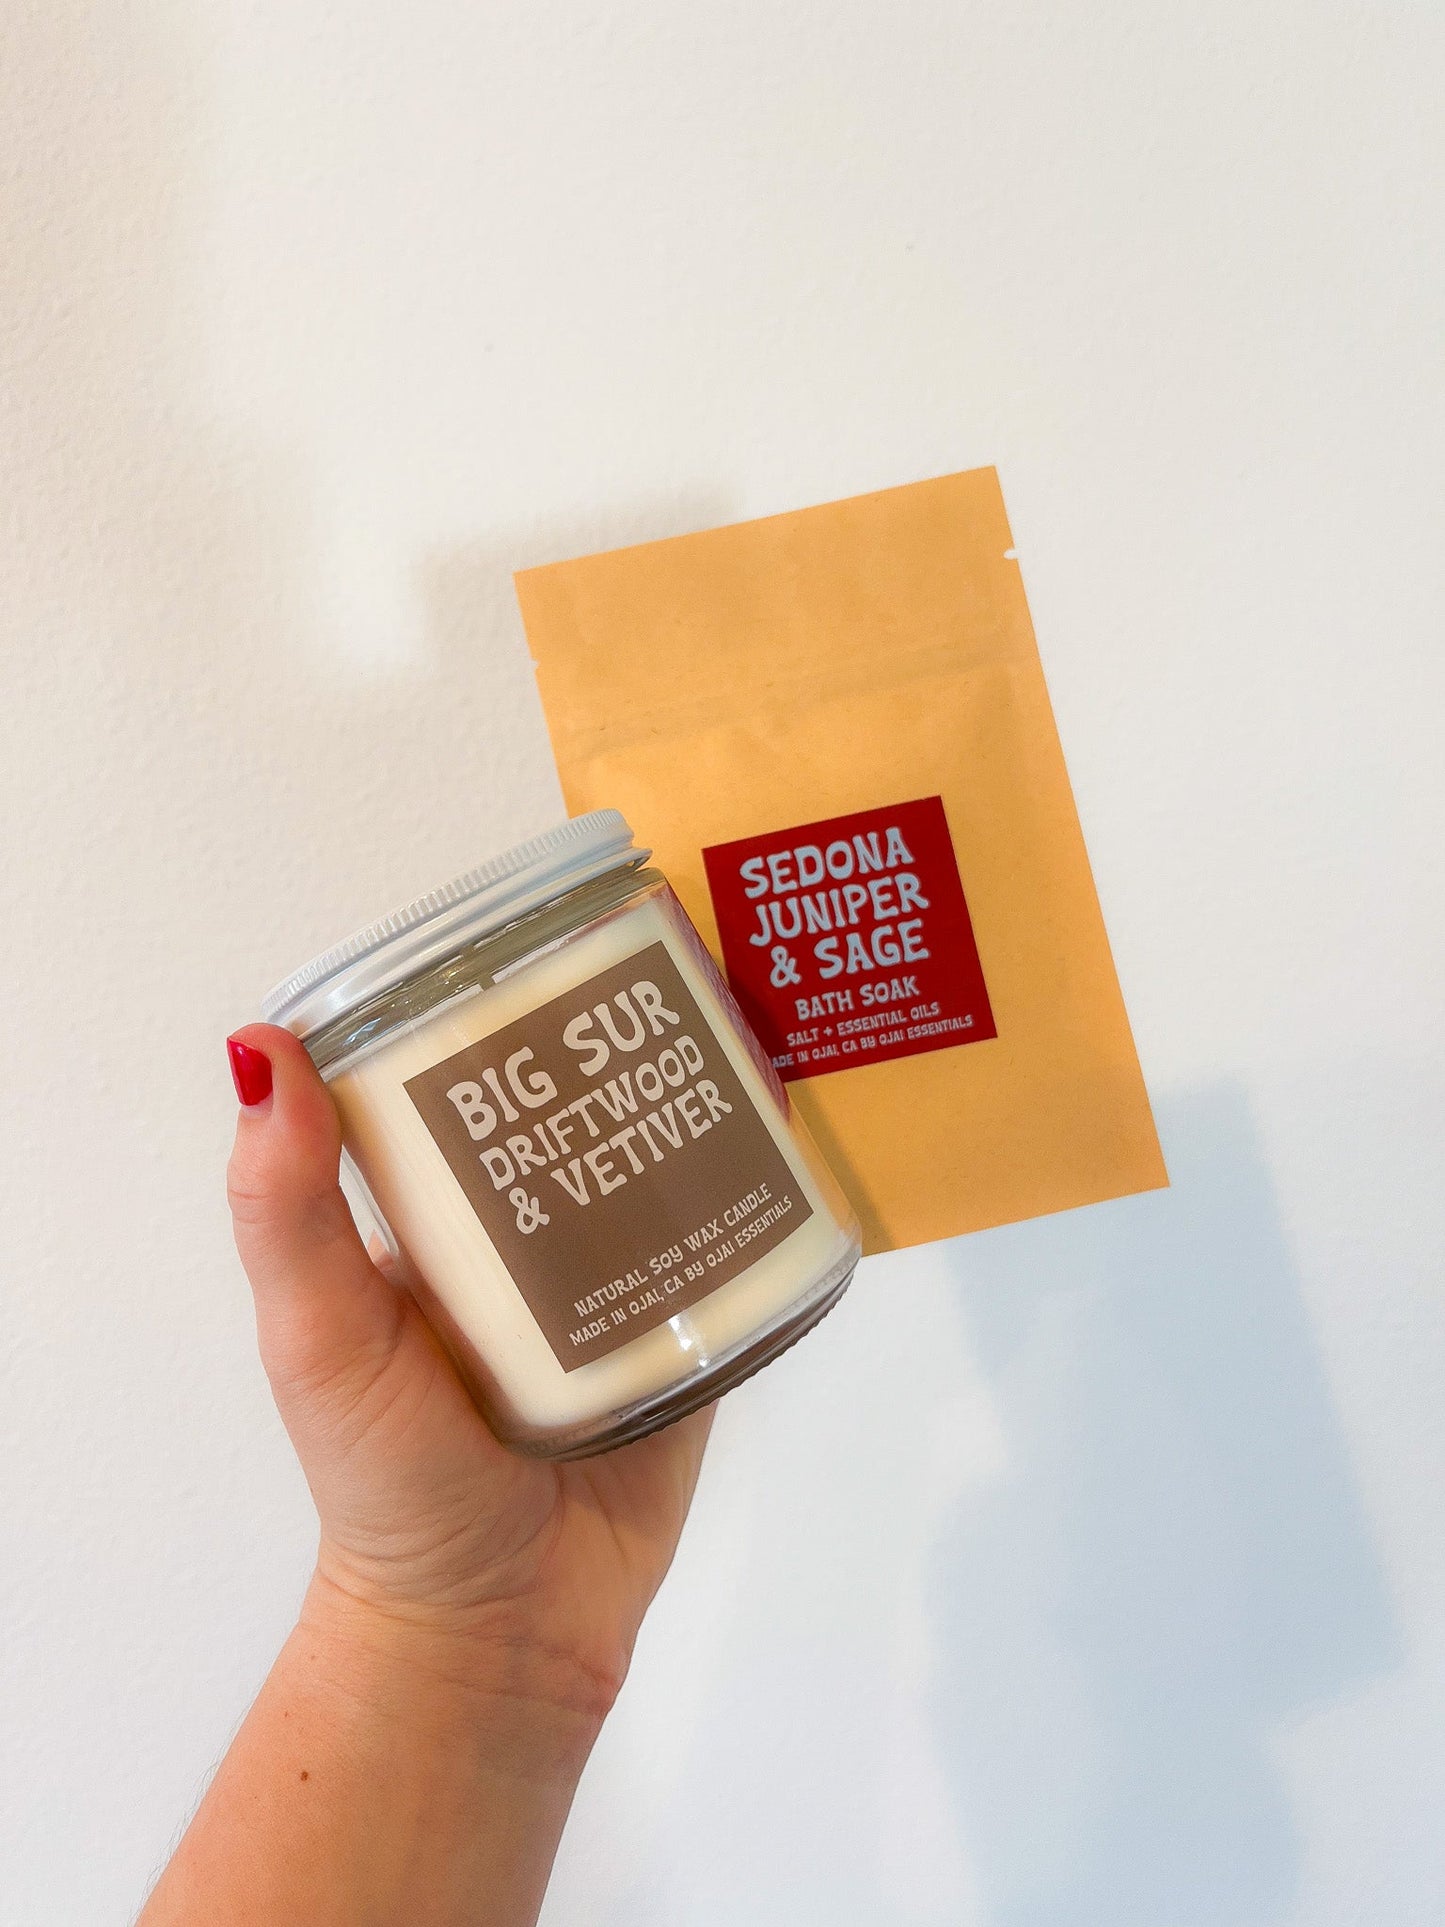 SEDONA
JUNIPER
& SAGE
BATH SOAK
SALT + ESSENTIAL OILS
MADE IN OJAI, CA BY OJAI ESSENTIALS
BIG SUR
DRIFTWOOD
& VETIVER
NATURAL SOY WAX CANDLE
MADE IN OJAI, CA BY OJAI ESSENTIALS